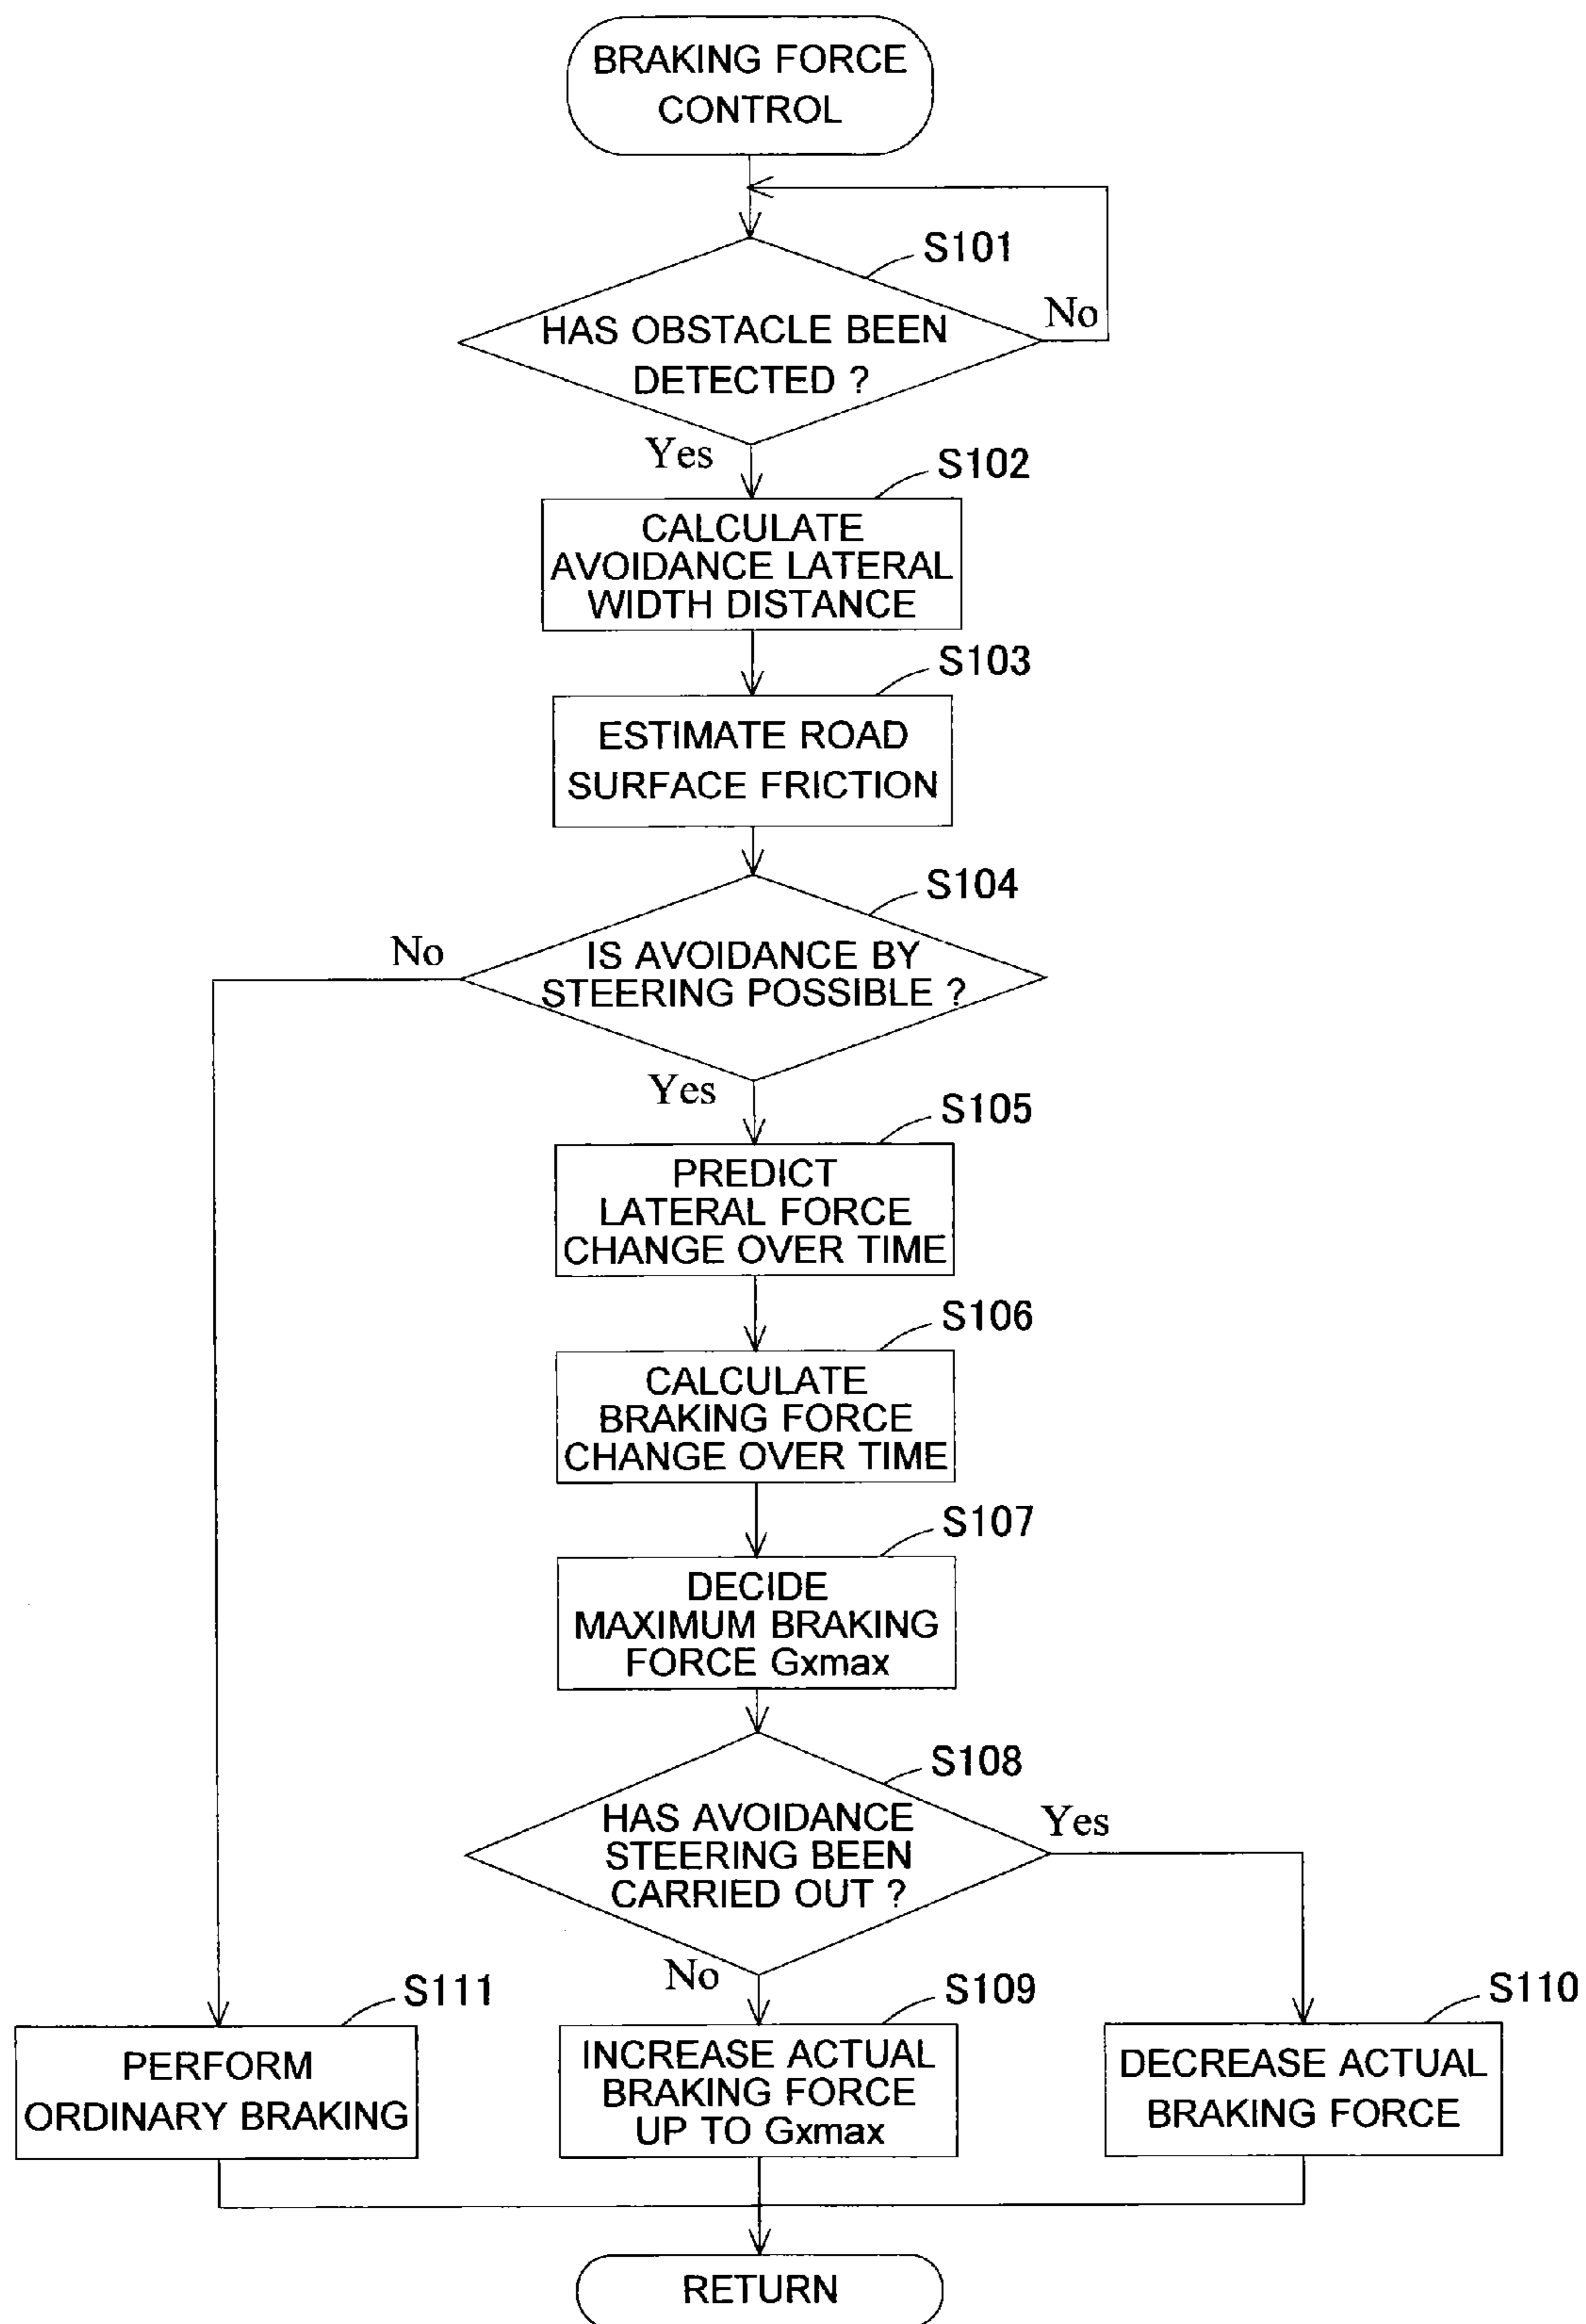 BRAKING FORCE
CONTROL
S101
HAS OBSTACLE BEEN
DETECTED ?
No
Yes
S102
CALCULATE
AVOIDANCE LATERAL
WIDTH DISTANCE
S103
ESTIMATE ROAD
SURFACE FRICTION
S104
No
IS AVOIDANCE BY
STEERING POSSIBLE ?
Yes
S105
PREDICT
LATERAL FORCE
CHANGE OVER TIME
S106
CALCULATE
BRAKING FORCE
CHANGE OVER TIME
S107
DECIDE
MAXIMUM BRAKING
FORCE Gxmax
S108
HAS AVOIDANCE
STEERING BEEN
CARRIED OUT ?
Yes
No
S111
PERFORM
ORDINARY BRAKING
S109
INCREASE ACTUAL
BRAKING FORCE
UP TO Gxmax
S110
DECREASE ACTUAL
BRAKING FORCE
RETURN